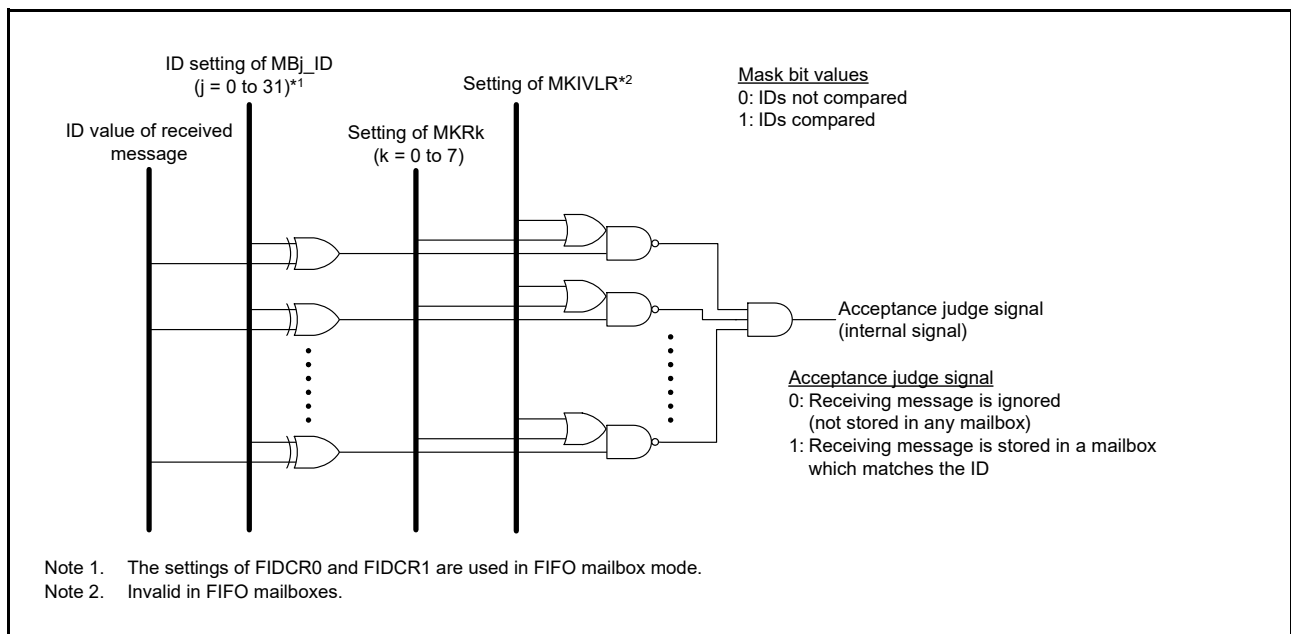 ID setting of MBj_ID
(j = 0 to 31)*1
Setting of MKIVLR*2
Mask bit values
0: IDs not compared
1: IDs compared
ID value of received
message
Setting of MKRk
(k = 0 to 7)
Acceptance judge signal
(internal signal)
Acceptance judge signal
0: Receiving message is ignored
(not stored in any mailbox)
1: Receiving message is stored in a mailbox
which matches the ID
Note 1. The settings of FIDCR0 and FIDCR1 are used in FIFO mailbox mode.
Note 2. Invalid in FIFO mailboxes.